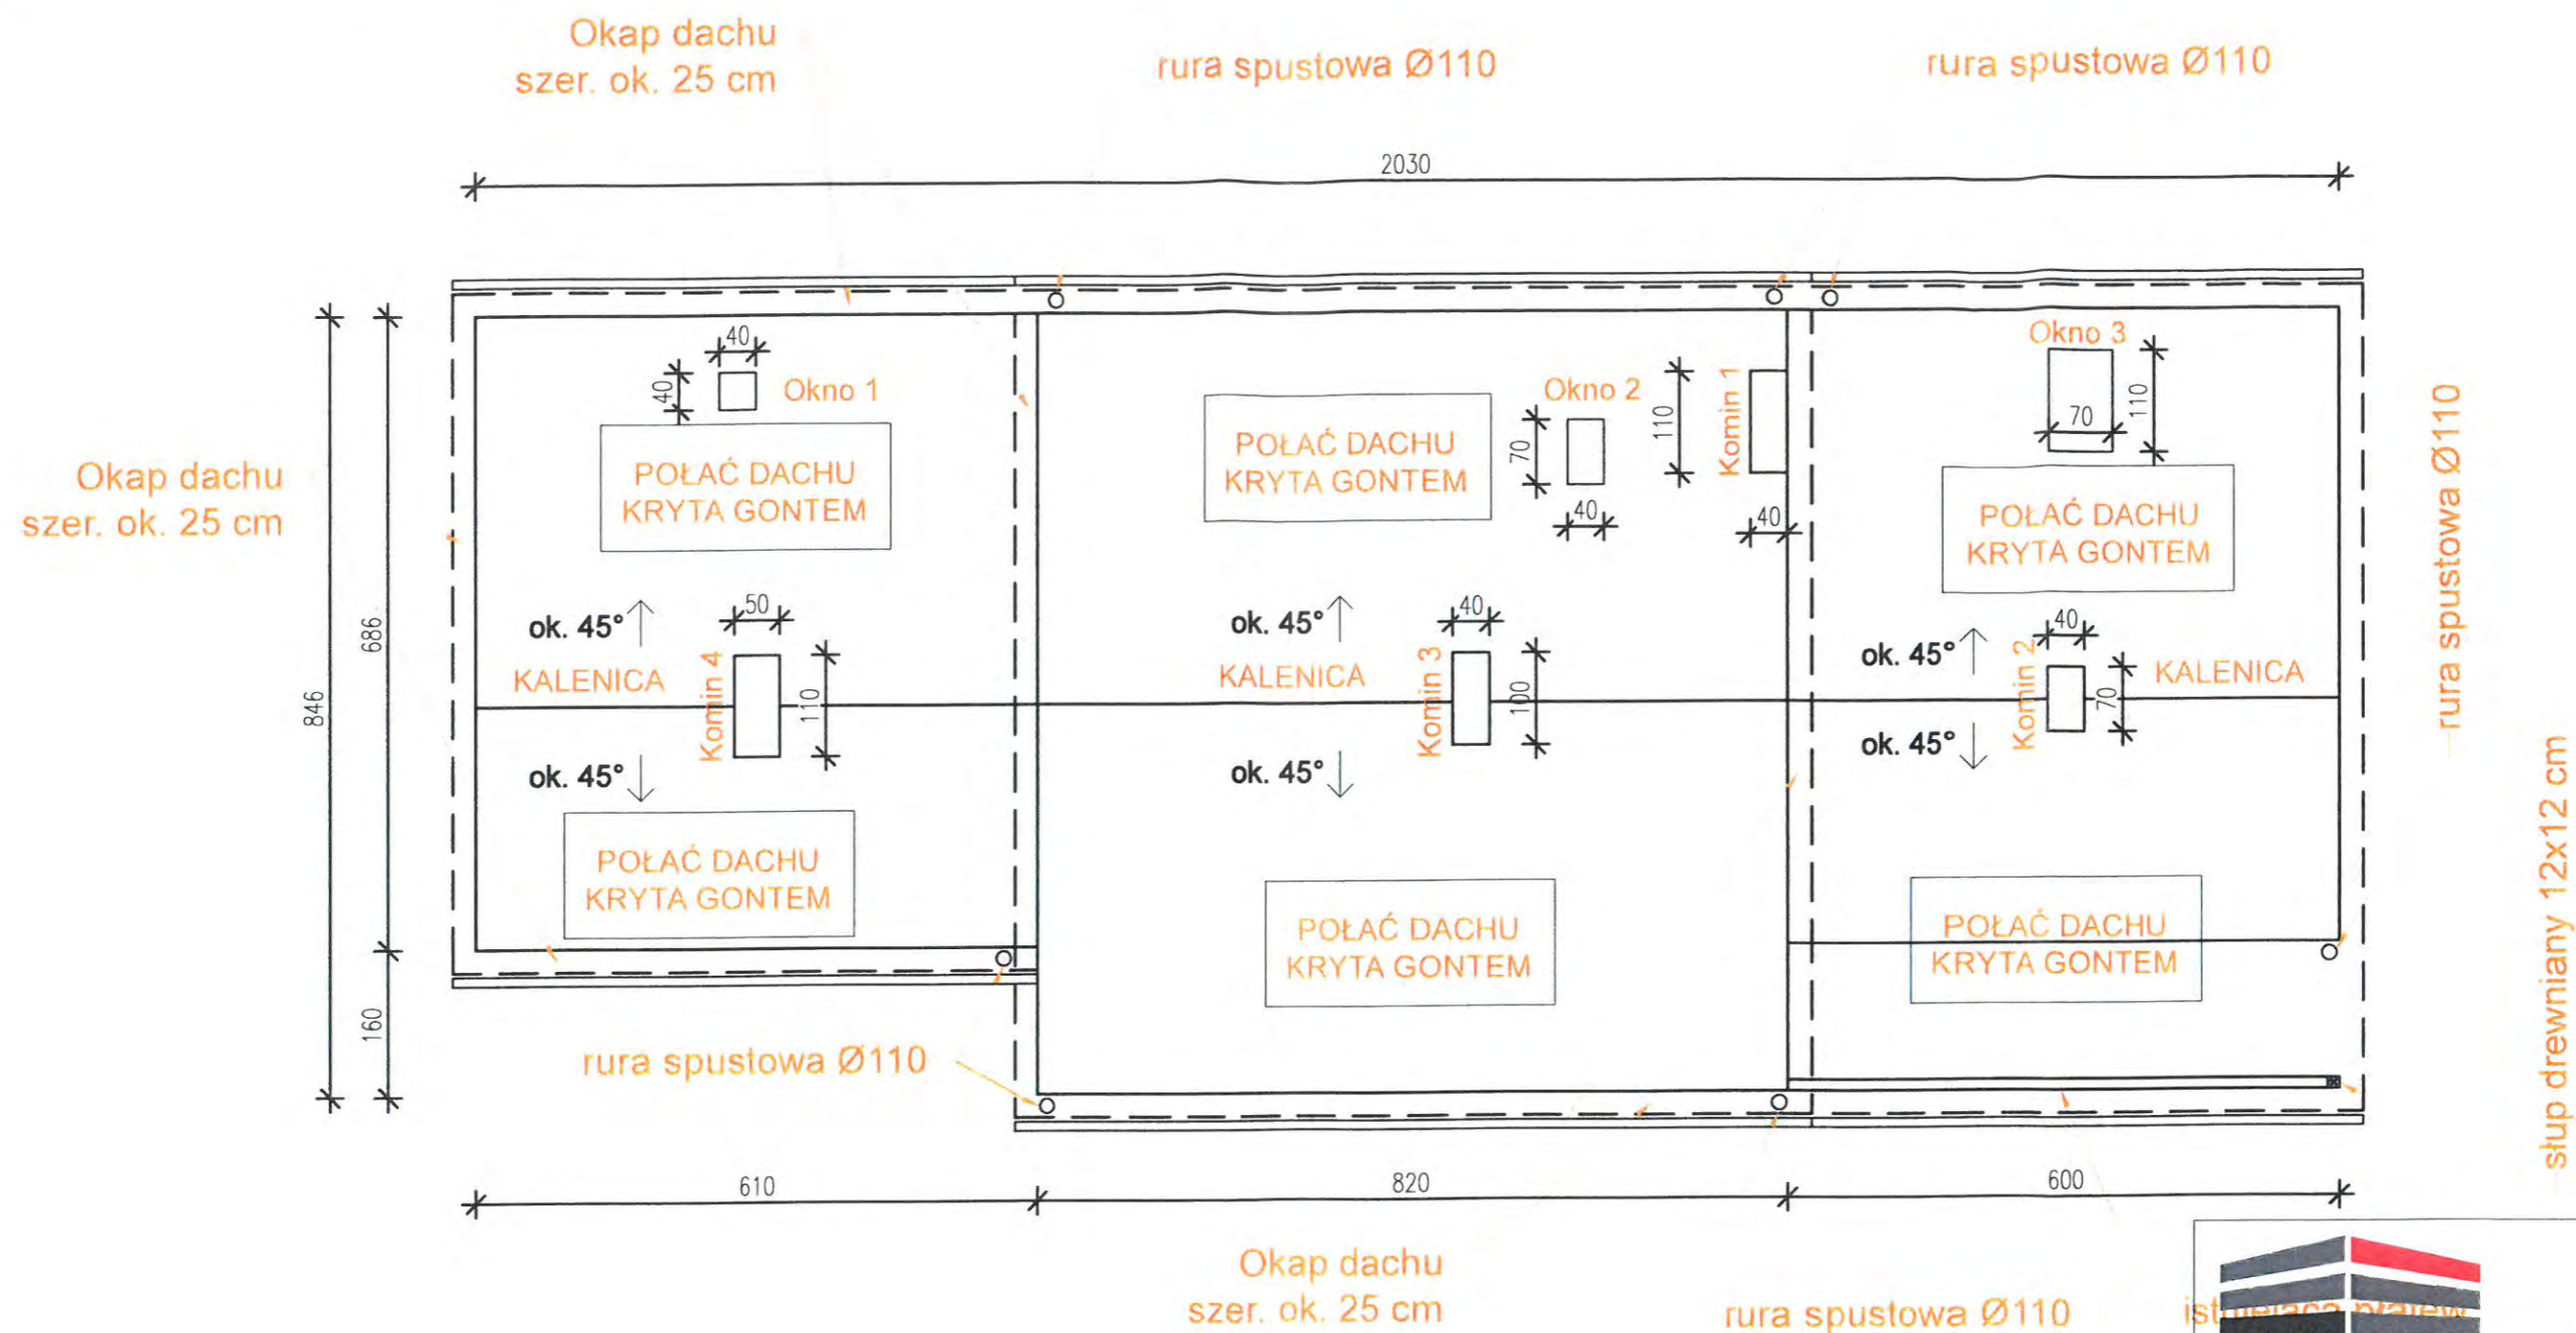 Okap dachu
szer. ok. 25 cm
rura spustowa Ø110
rura spustowa Ø110
2030
40
40
Okno 1
Okno 2
70
40
110
Komin 1
40
Okno 3
70
110
POŁAĆ DACHU
KRYTA GONTEM
POŁAĆ DACHU
KRYTA GONTEM
POŁAĆ DACHU
KRYTA GONTEM
Okap dachu
szer. ok. 25 cm
rura spustowa Ø110
846
686
160
ok. 45°
50
KALENICA
Komin 4
110
ok. 45°
ok. 45°
40
KALENICA
Komin 3
100
ok. 45°
ok. 45°
40
Komin 2
70
KALENICA
ok. 45°
słup drewniany 12x12 cm
POŁAĆ DACHU
KRYTA GONTEM
POŁAĆ DACHU
KRYTA GONTEM
POŁAĆ DACHU
KRYTA GONTEM
rura spustowa Ø110
610
820
600
Okap dachu
szer. ok. 25 cm
rura spustowa Ø110